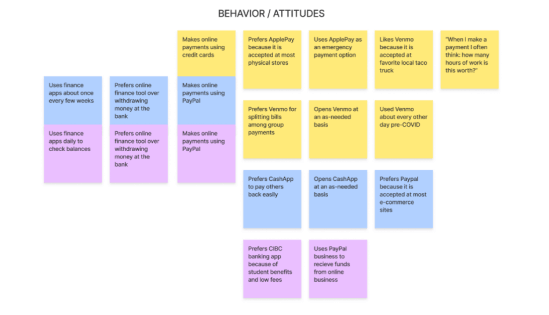 BEHAVIOR / ATTITUDES
Makes online
payments using
credit cards
Prefers ApplePay
because it is
accepted at most
physical stores
Uses ApplePay as
an emergency
payment option
Likes Venmo
because it is
accepted at
favorite local taco
truck
"When I make a
payment I often
think: how many
hours of work is
this worth?"
Uses finance
apps about once
every few weeks
Prefers online
finance tool over
withdrawing
money at the
bank
Makes online
payments using
PayPal
Prefers Venmo for
splitting bills
among group
payments
Opens Venmo at
an as-needed
basis
Used Venmo
about every other
day pre-COVID
Uses finance
apps daily to
check balances
Prefers online
finance tool over
withdrawing
money at the
bank
Makes online
payments using
PayPal
Prefers CashApp
to pay others
back easily
Opens CashApp
at an as-needed
basis
Prefers Paypal
because it is
accepted at most
e-commerce
sites
Prefers CIBC
banking app
because of
student benefits
and low fees
Uses PayPal
business to
recieve funds
from online
business